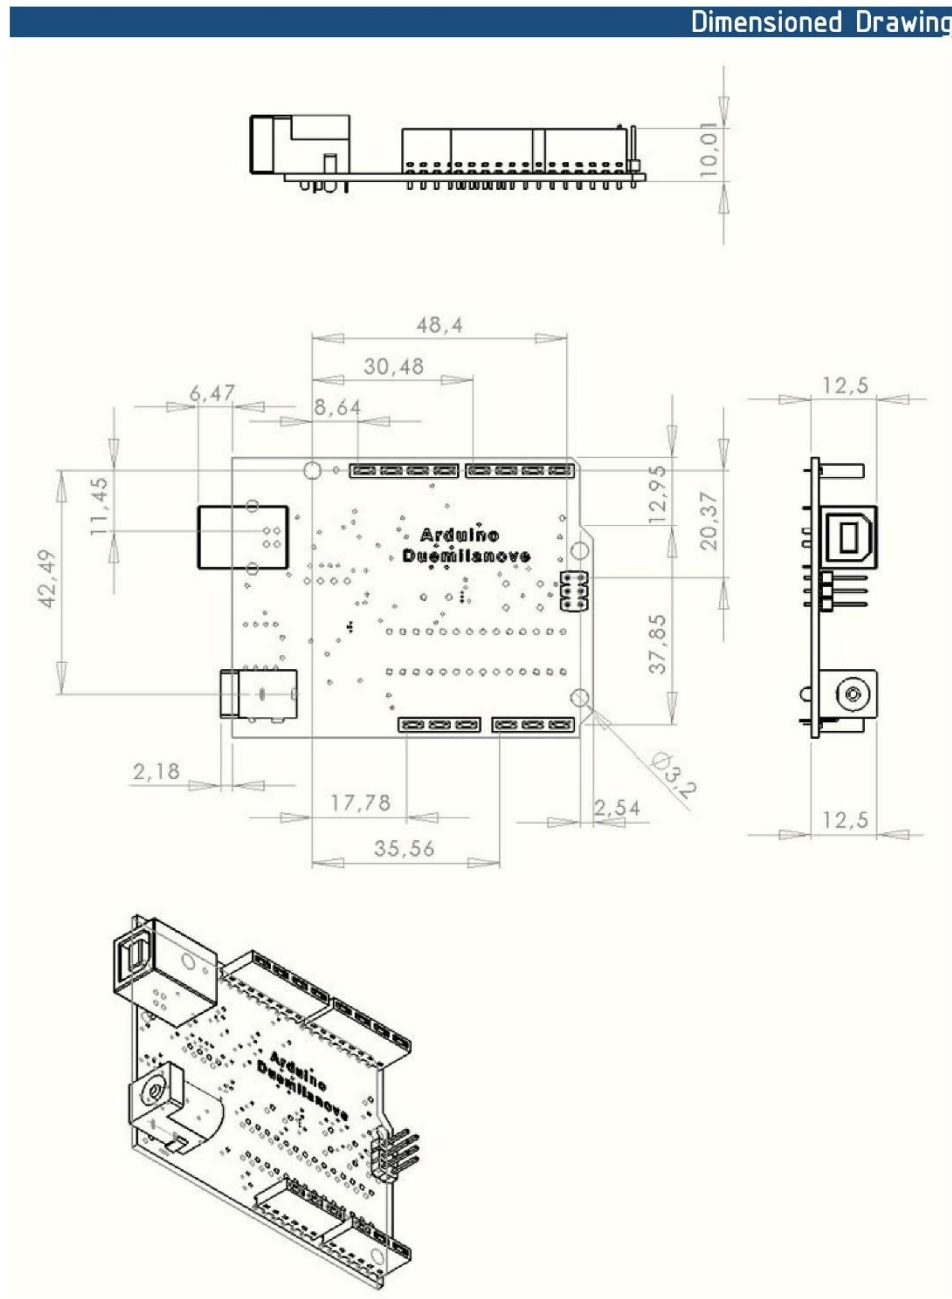 Dimensioned Drawing
10,01
48,4
30,48
6,47
8,64
12,5
11,45
42,49
12,95
20,37
37,85
Arduino
Duemilanove
2,18
17,78
35,56
2,54
Ø3,2
12,5
Arduino
Duemilanove